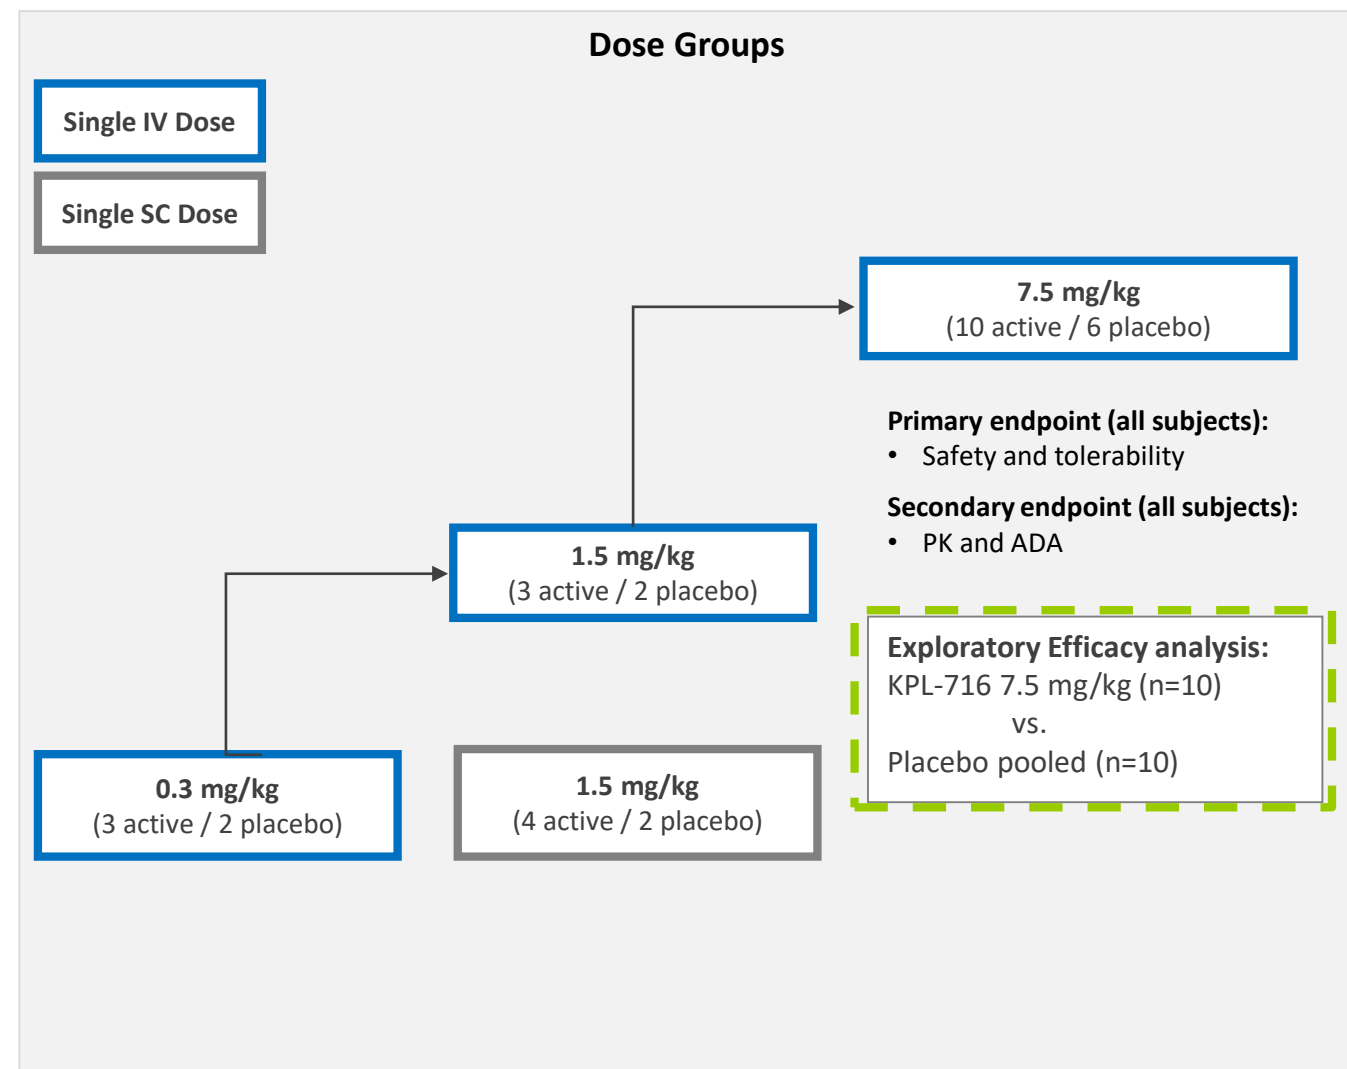 Dose Groups
Single IV Dose
Single SC Dose
7.5 mg/kg
(10 active / 6 placebo)
Primary endpoint (all subjects):
• Safety and tolerability
Secondary endpoint (all subjects):
• PK and ADA
1.5 mg/kg
(3 active / 2 placebo)
Exploratory Efficacy analysis:
KPL-716 7.5 mg/kg (n=10)
vs.
Placebo pooled (n=10)
0.3 mg/kg
(3 active / 2 placebo)
1.5 mg/kg
(4 active / 2 placebo)